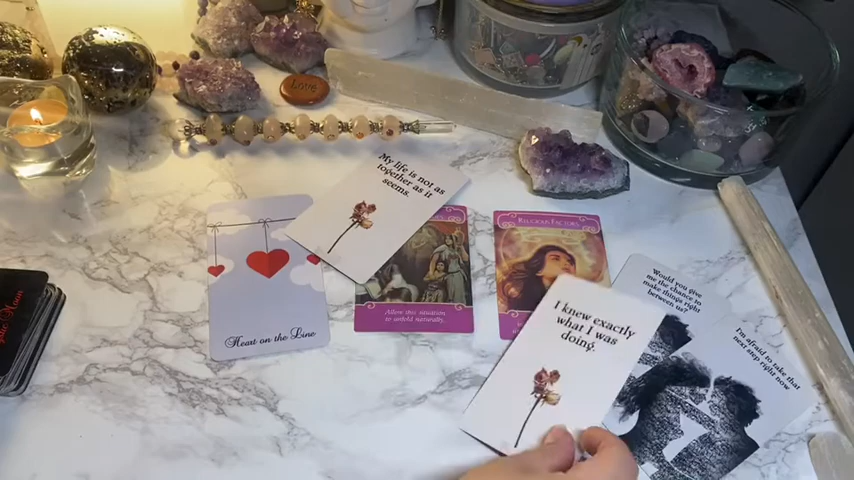 My life is not as
together as it
seems.
Heart on the Line
Allow this situation
to unfold naturally.
Religious Factors
I knew exactly
what I was
doing.
Would you give
me the chance to
make things right
between us?
I'm afraid to take that
next step right now
Love
Moon